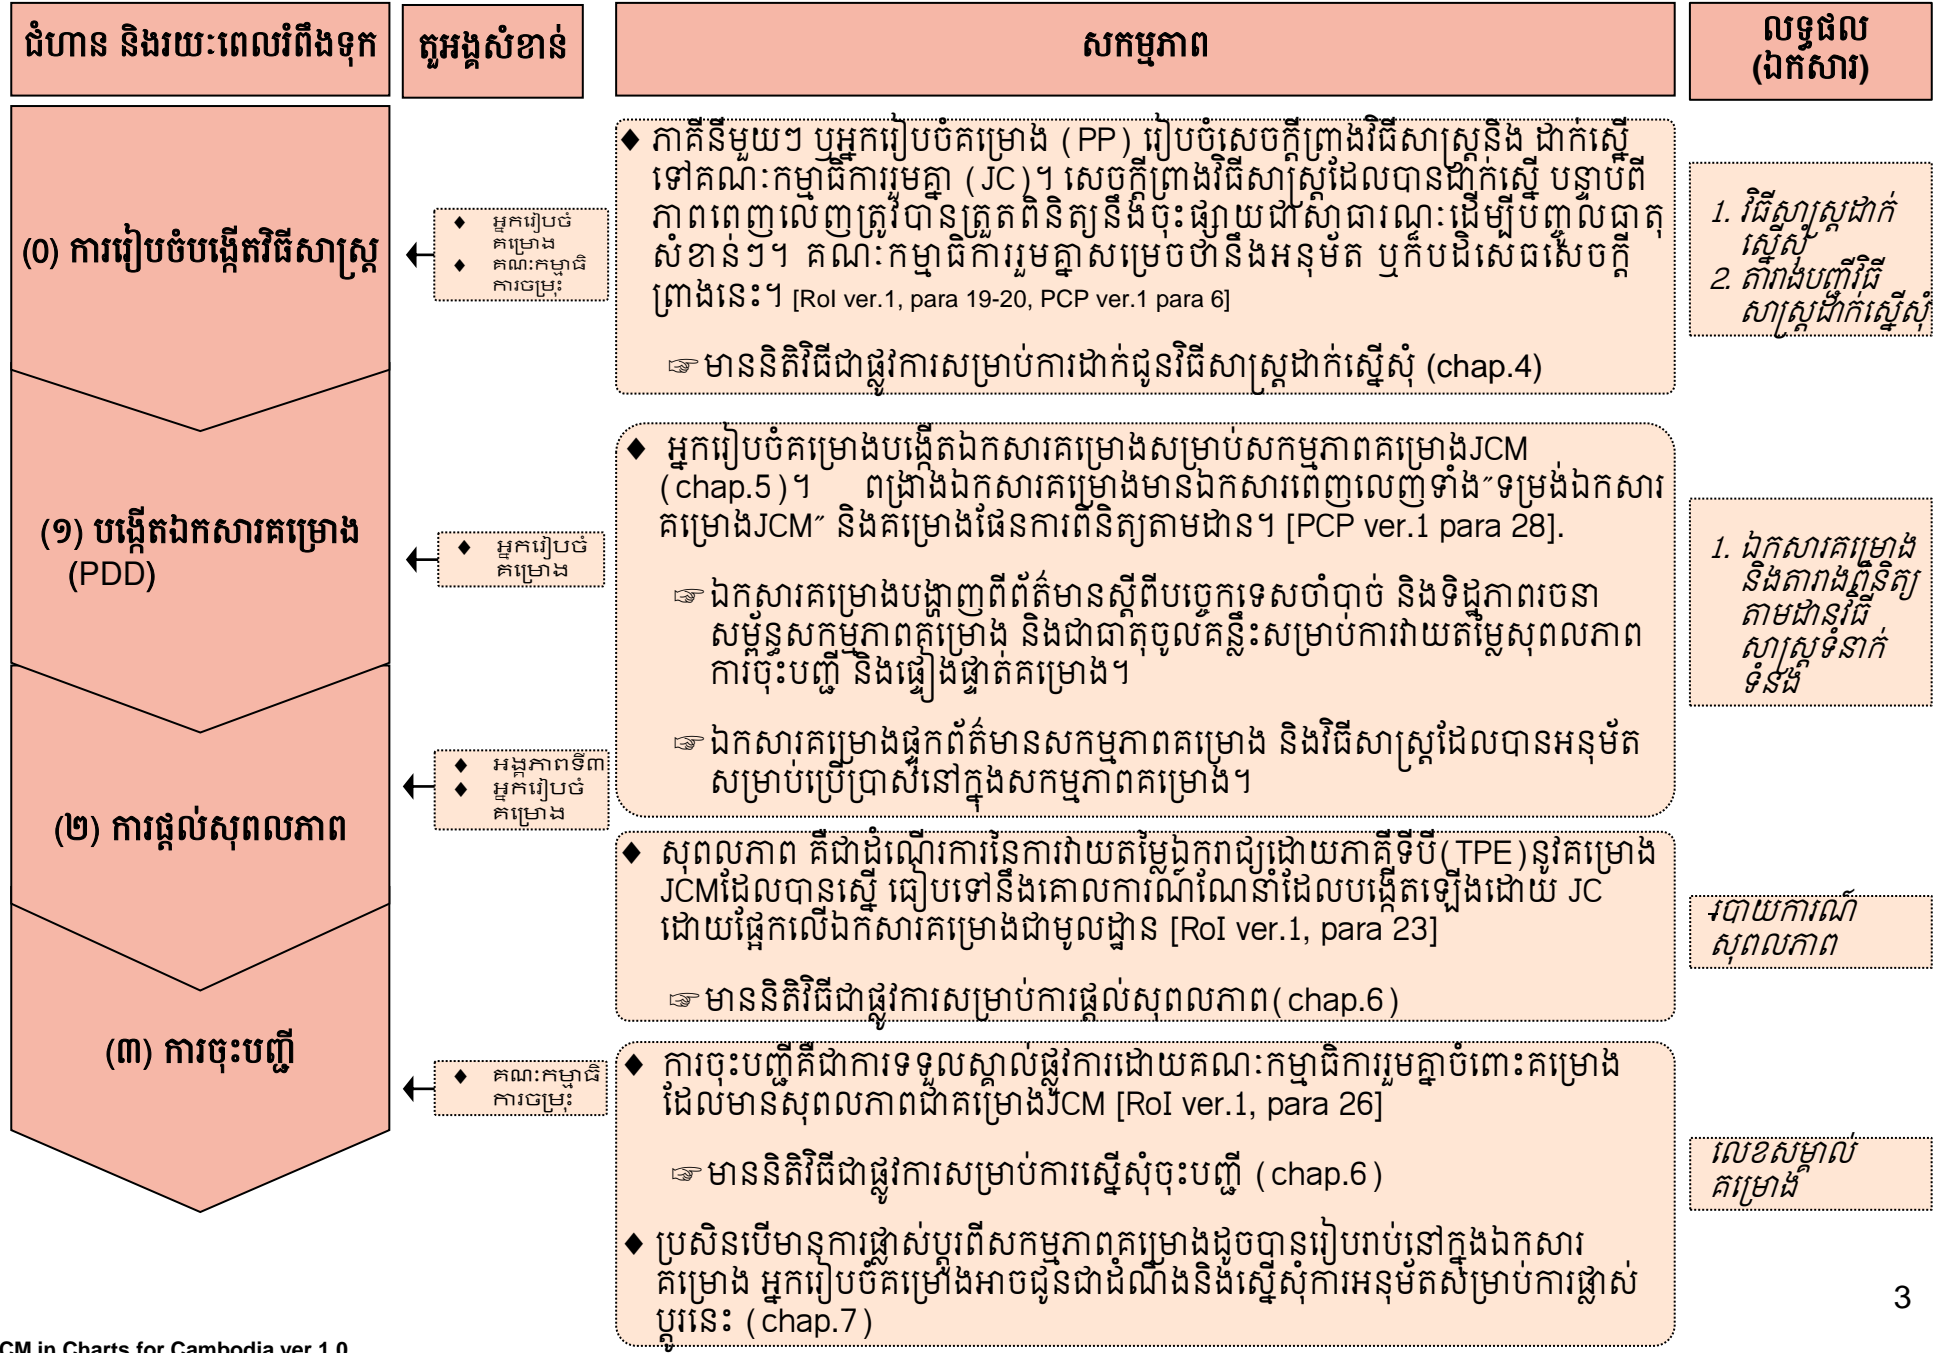 ជំហាន និងរយៈពេលរំពឹងទុក
តួអង្គសំខាន់
សកម្មភាព
លទ្ធផល
(ឯកសារ)
(0) ការរៀបចំបង្កើតវិធីសាស្ត្រ
♦ អ្នករៀបចំ
គម្រោង
♦ គណៈកម្មាធិ
ការចម្រុះ
♦ ភាគីនីមួយៗ ឬអ្នករៀបចំគម្រោង (PP) រៀបចំសេចក្តីព្រាងវិធីសាស្ត្រនិង ដាក់ស្នើ
ទៅគណៈកម្មាធិការរួមគ្នា (JC)។ សេចក្តីព្រាងវិធីសាស្ត្រដែលបានដាក់ស្នើ បន្ទាប់ពី
ភាពពេញលេញត្រូវបានត្រួតពិនិត្យនឹងចុះផ្សាយជាសាធារណៈដើម្បីបញ្ចូលធាតុ
សំខាន់ៗ។ គណៈកម្មាធិការរួមគ្នាសម្រេចថានឹងអនុម័ត ឬក៏បដិសេធសេចក្តី
ព្រាងនេះ។ [RoI ver.1, para 19-20, PCP ver.1 para 6]
☞មាននិតិវិធីជាផ្លូវការសម្រាប់ការដាក់ជូនវិធីសាស្ត្រដាក់ស្នើសុំ (chap.4)
1. វិធីសាស្ត្រដាក់
ស្នើសុំ
2. តារាងបញ្ជីវិធី
សាស្ត្រដាក់ស្នើសុំ
(១) បង្កើតឯកសារគម្រោង
(PDD)
♦ អ្នករៀបចំ
គម្រោង
♦ អ្នករៀបចំគម្រោងបង្កើតឯកសារគម្រោងសម្រាប់សកម្មភាពគម្រោងJCM
(chap.5)។ ពង្រាងឯកសារគម្រោងមានឯកសារពេញលេញទាំង″ទម្រង់ឯកសារ
គម្រោងJCM″ និងគម្រោងផែនការពិនិត្យតាមដាន។ [PCP ver.1 para 28].
☞ឯកសារគម្រោងបង្ហាញពីព័ត៌មានស្តីពីបច្ចេកទេសចាំបាច់ និងទិដ្ឋភាពរចនា
សម្ព័ន្ធសកម្មភាពគម្រោង និងជាធាតុចូលគន្លឹះសម្រាប់ការវាយតម្លៃសុពលភាព
ការចុះបញ្ជី និងផ្ទៀងផ្ទាត់គម្រោង។
☞ឯកសារគម្រោងផ្ទុកព័ត៌មានសកម្មភាពគម្រោង និងវិធីសាស្ត្រដែលបានអនុម័ត
សម្រាប់ប្រើប្រាស់នៅក្នុងសកម្មភាពគម្រោង។
1. ឯកសារគម្រោង
និងតារាងពិនិត្យ
តាមដានវិធី
សាស្ត្រទំនាក់
ទំនង
(២) ការផ្តល់សុពលភាព
♦ អង្គភាពទី៣
♦ អ្នករៀបចំ
គម្រោង
♦ សុពលភាព គឺជាដំណើរការនៃការវាយតម្លៃឯករាជ្យដោយភាគីទីបី(TPE)នូវគម្រោង
JCMដែលបានស្នើ ធៀបទៅនឹងគោលការណ៍ណែនាំដែលបង្កើតឡើងដោយ JC
ដោយផ្អែកលើឯកសារគម្រោងជាមូលដ្ឋាន [RoI ver.1, para 23]
☞មាននិតិវិធីជាផ្លូវការសម្រាប់ការផ្តល់សុពលភាព(chap.6)
របាយការណ៍
សុពលភាព
(៣) ការចុះបញ្ជី
♦ គណៈកម្មាធិ
ការចម្រុះ
♦ ការចុះបញ្ជីគឺជាការទទួលស្គាល់ផ្លូវការដោយគណៈកម្មាធិការរួមគ្នាចំពោះគម្រោង
ដែលមានសុពលភាពជាគម្រោងJCM [RoI ver.1, para 26]
☞មាននិតិវិធីជាផ្លូវការសម្រាប់ការស្នើសុំចុះបញ្ជី (chap.6)
♦ ប្រសិនបើមានការផ្លាស់ប្តូរពីសកម្មភាពគម្រោងដូចបានរៀបរាប់នៅក្នុងឯកសារ
គម្រោង អ្នករៀបចំគម្រោងអាចជូនជាដំណឹងនិងស្នើសុំការអនុម័តសម្រាប់ការផ្លាស់
ប្តូរនេះ (chap.7)
លេខសម្គាល់
គម្រោង
3
CM in Charts for Cambodia ver 1.0